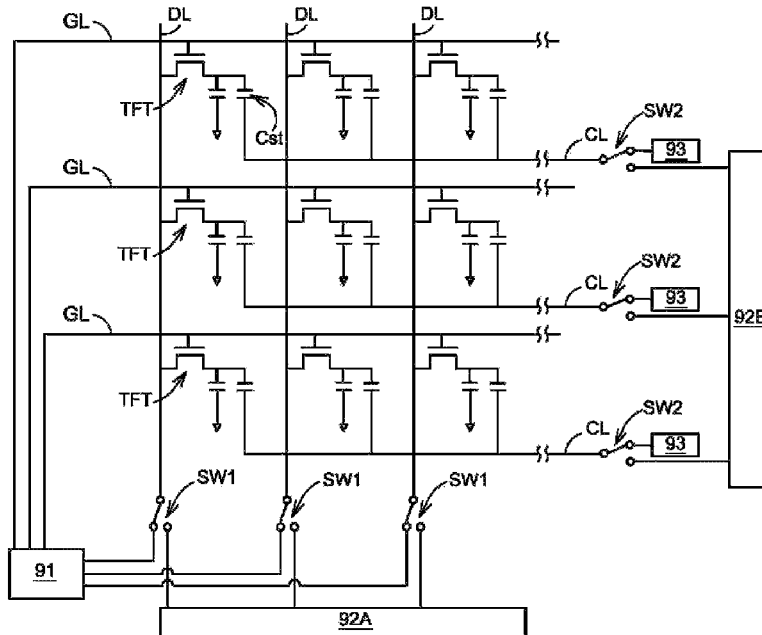 DL DL DL
GL
TFT
Cst
CL SW2
93
GL
TFT
CL SW2
93
92B
GL
TFT
CL SW2
93
SW1 SW1 SW1
91
92A